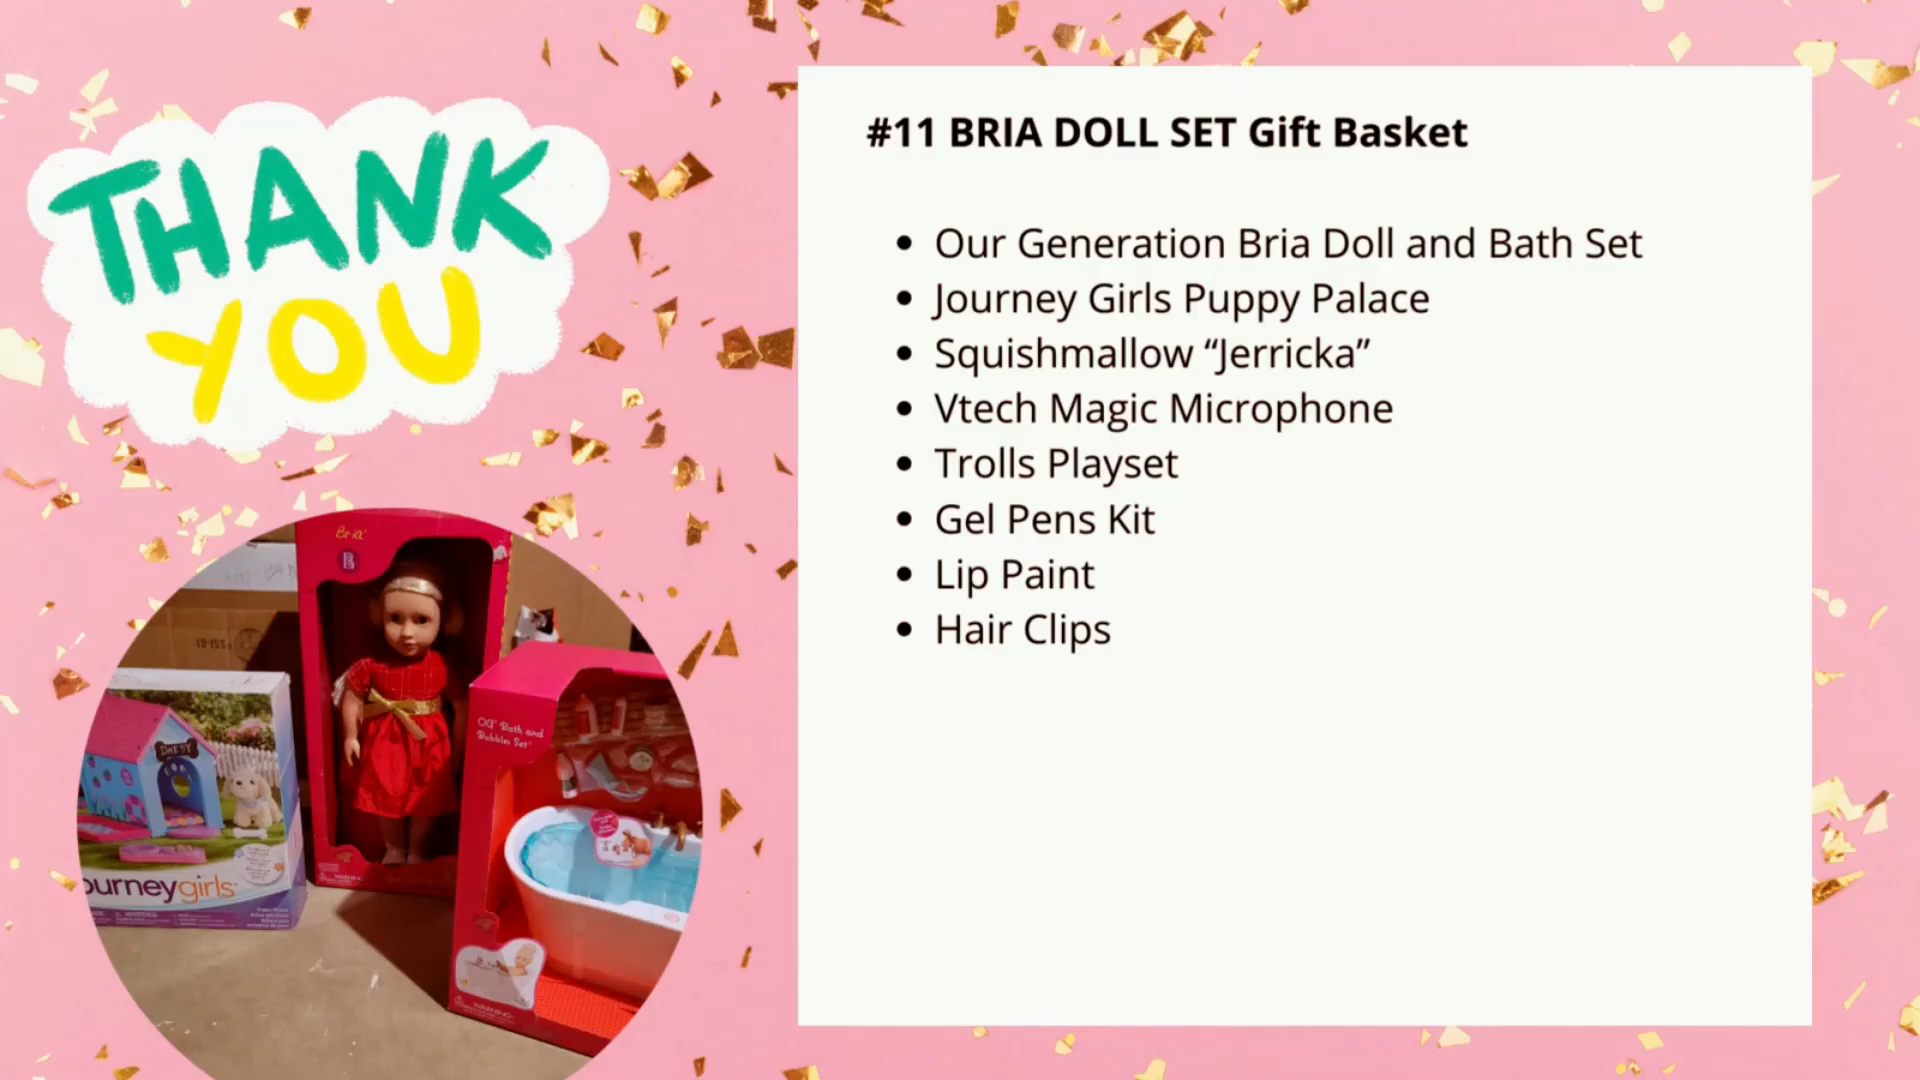 THANK
YOU
#11 BRIA DOLL SET Gift Basket
Our Generation Bria Doll and Bath Set
Journey Girls Puppy Palace
Squishmallow “Jerricka”
Vtech Magic Microphone
Trolls Playset
Gel Pens Kit
Lip Paint
Hair Clips
Bria
B
DAISY
ourneygirls
OG Bath and
Bubbles Set
WARNING